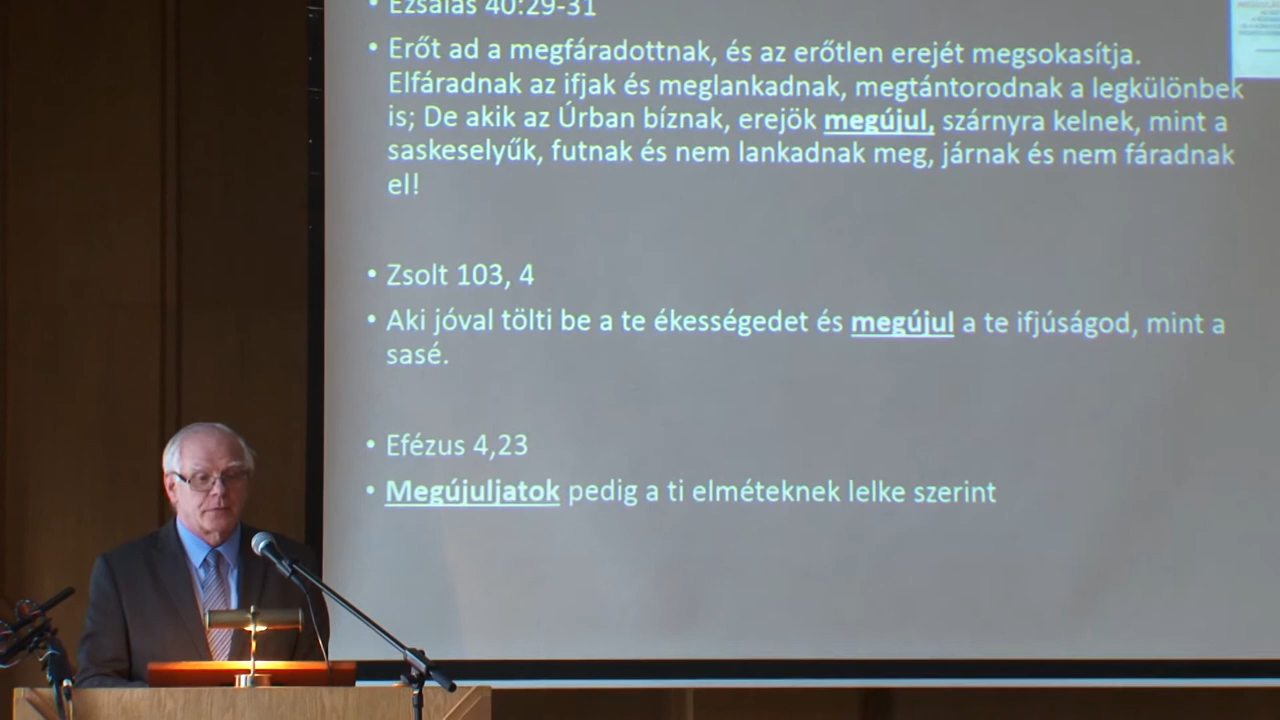 • Ézsaiás 40:29-31
• Erőt ad a megfáradottnak, és az erőtlen erejét megsokasítja.
Elfáradnak az ifjak és meglankadnak, megtántorodnak a legkülönbek
is; De akik az Úrban bíznak, erejök megújul, szárnyra kelnek, mint a
saskeselyűk, futnak és nem lankadnak meg, járnak és nem fáradnak
el!
• Zsolt 103, 4
• Aki jóval tölti be a te ékességedet és megújul a te ifjúságod, mint a
sasé.
• Efézus 4,23
• Megújuljatok pedig a ti elméteknek lelke szerint